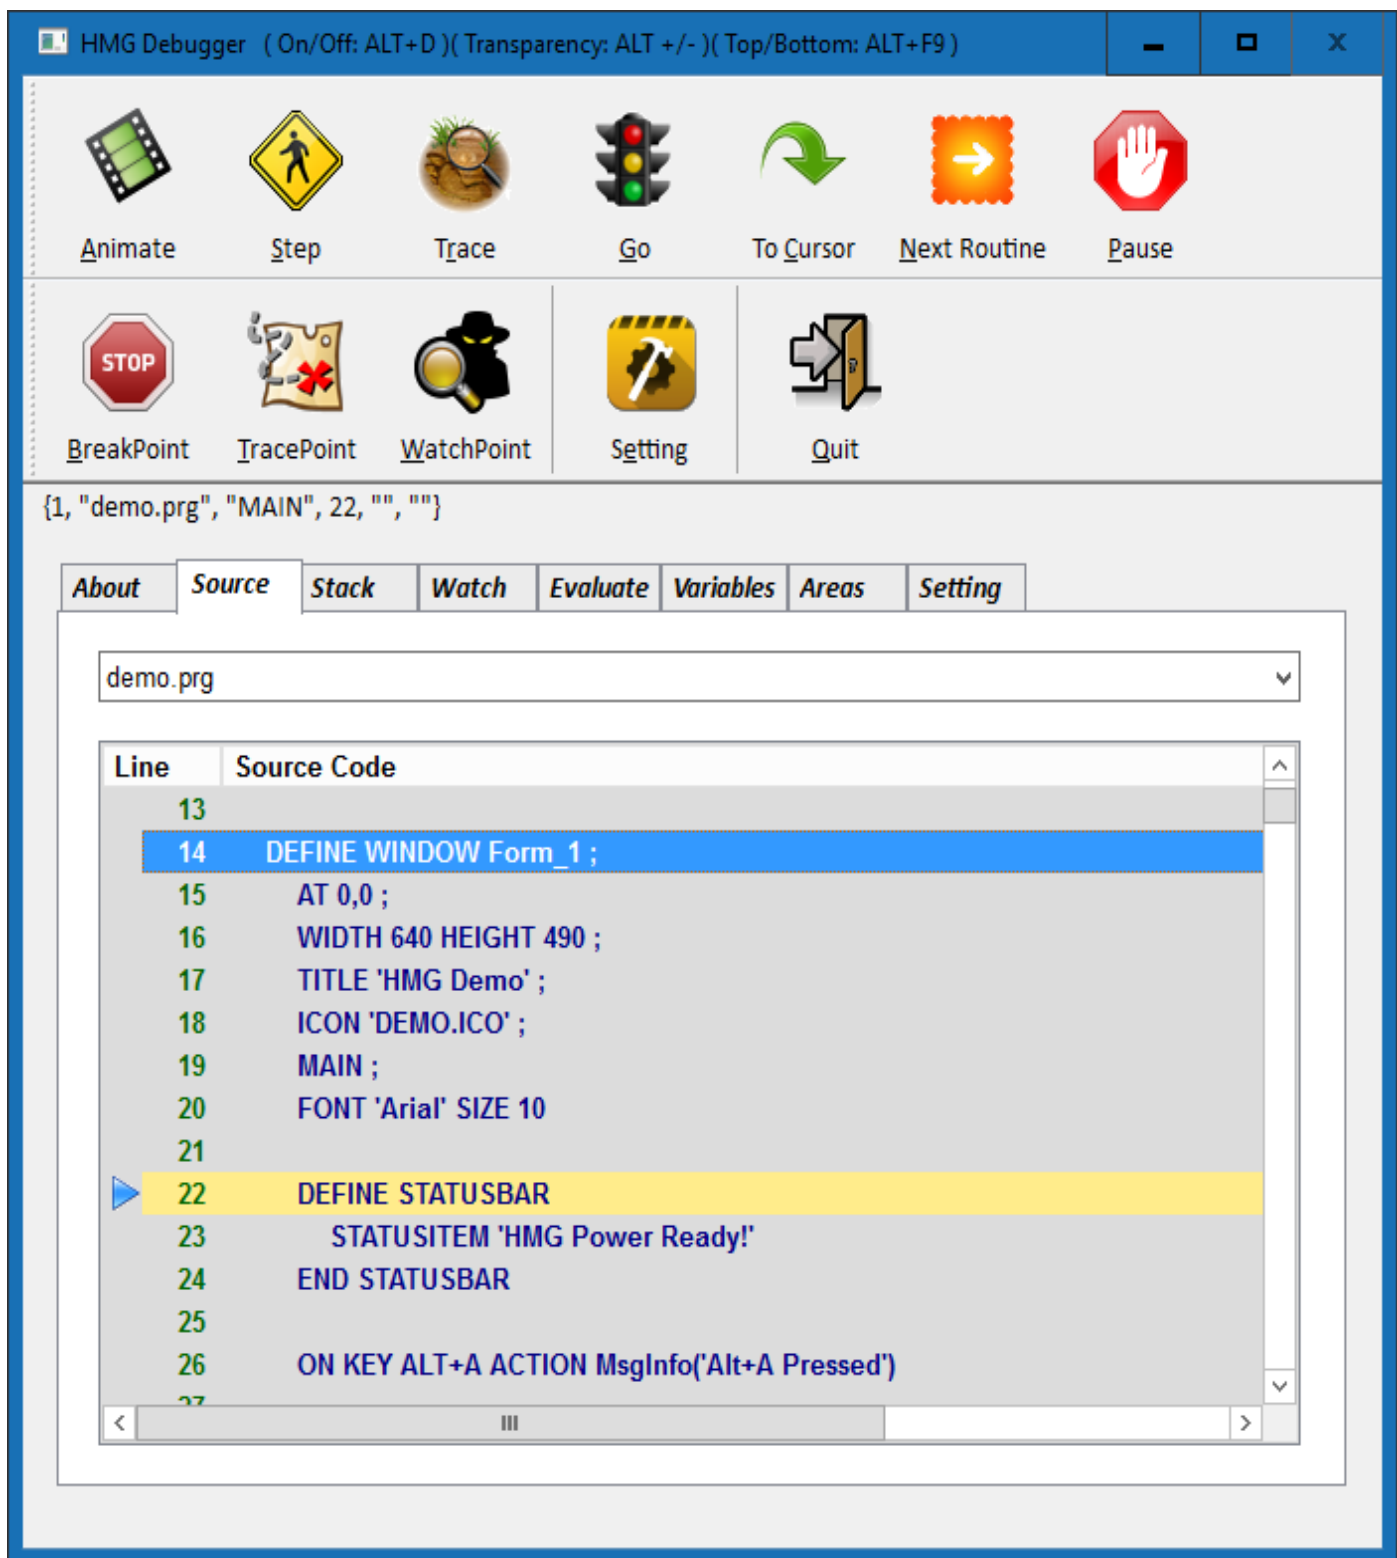 HMG Debugger ( On/Off: ALT+D )( Transparency: ALT +/- )( Top/Bottom: ALT+F9 )
Animate Step Trace Go To Cursor Next Routine Pause
STOP
BreakPoint TracePoint WatchPoint Setting Quit
{1, "demo.prg", "MAIN", 22, "", ""}
About Source Stack Watch Evaluate Variables Areas Setting
demo.prg
Line Source Code
13
14 DEFINE WINDOW Form_1 ;
15 AT 0,0 ;
16 WIDTH 640 HEIGHT 490 ;
17 TITLE 'HMG Demo' ;
18 ICON 'DEMO.ICO' ;
19 MAIN ;
20 FONT 'Arial' SIZE 10
21
22 DEFINE STATUSBAR
23 STATUSITEM 'HMG Power Ready!'
24 END STATUSBAR
25
26 ON KEY ALT+A ACTION MsgInfo('Alt+A Pressed')
27